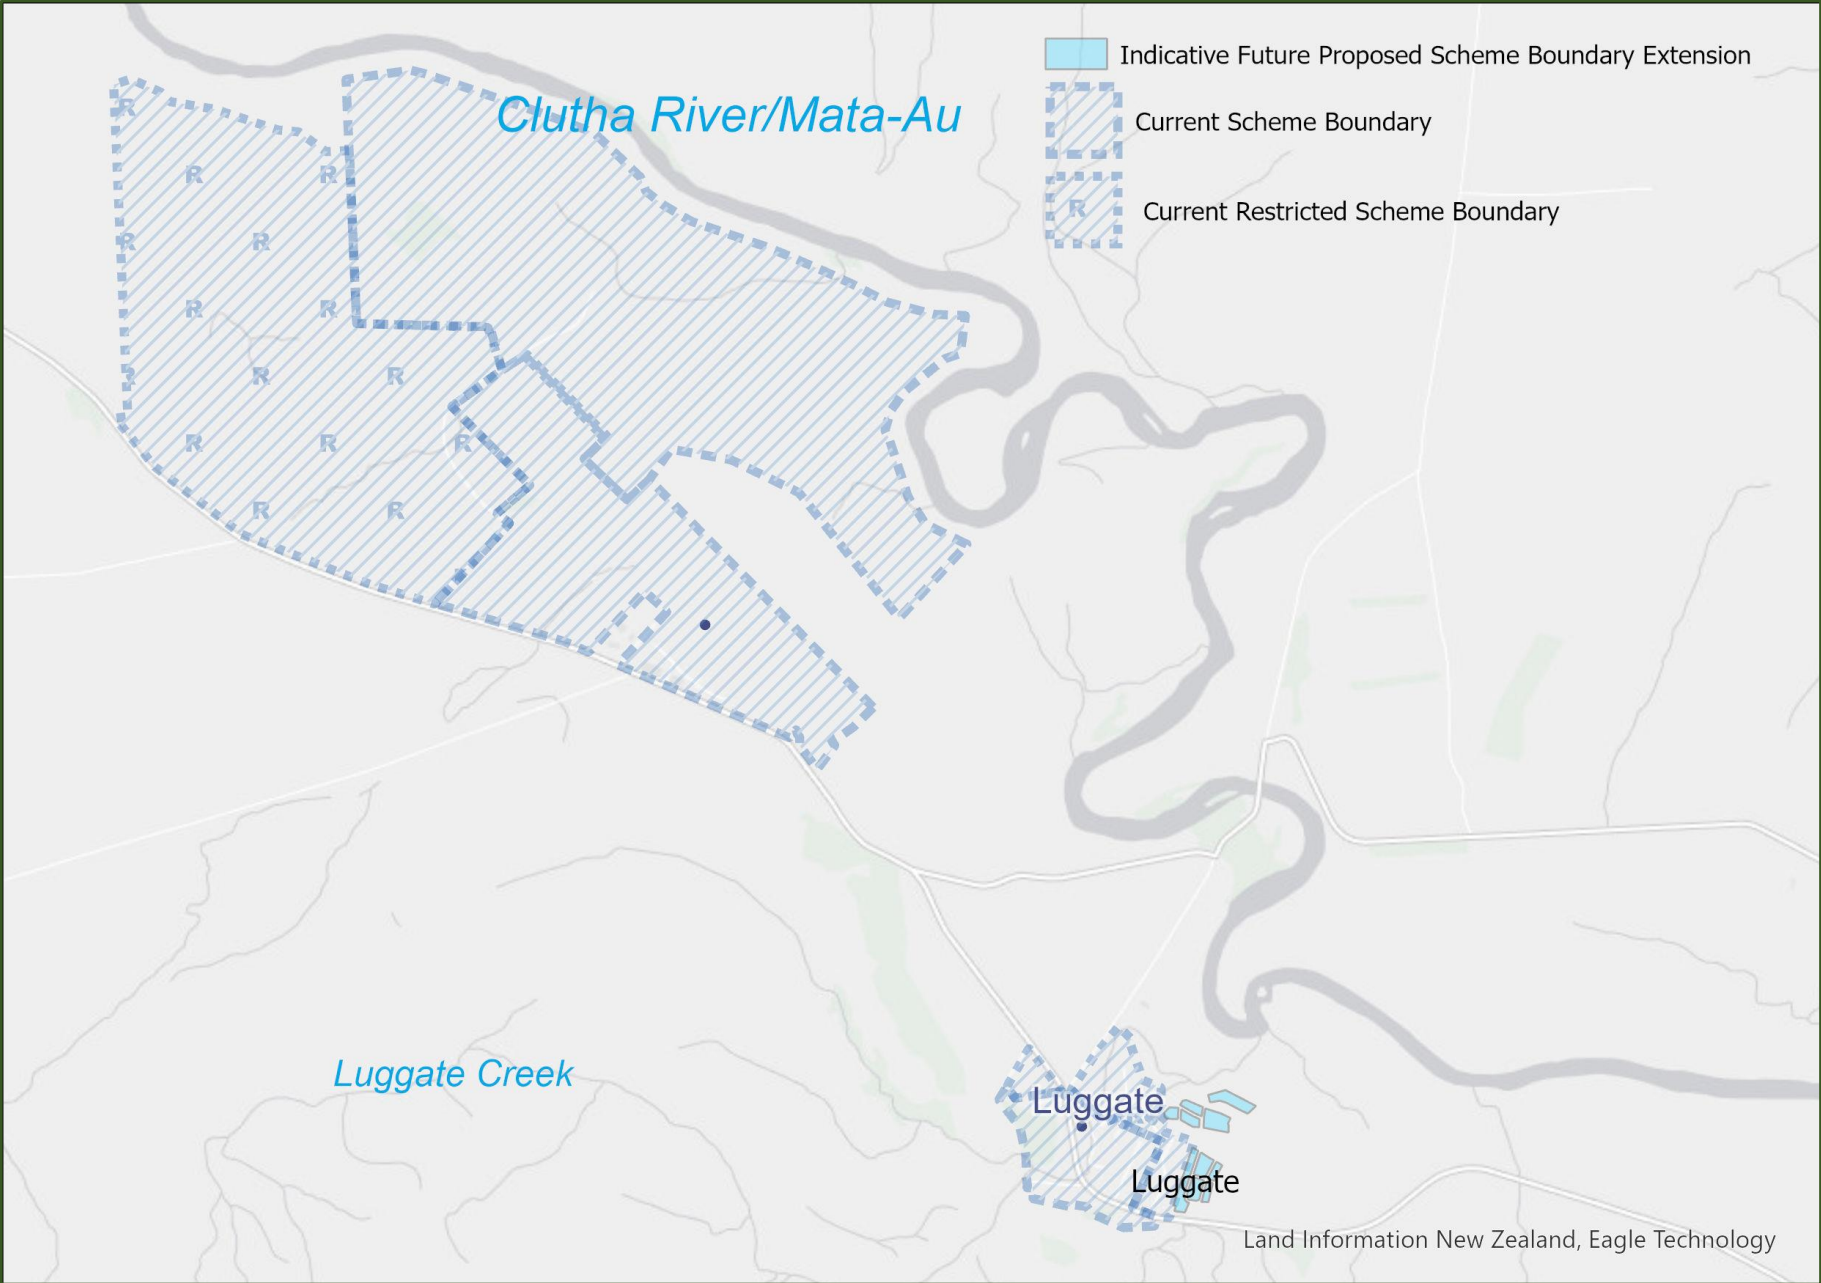 Indicative Future Proposed Scheme Boundary Extension
Clutha River/Mata-Au
Current Scheme Boundary
R
Current Restricted Scheme Boundary
R
R R
R R
R R
R R R
R R R
R R
Luggate Creek
Luggate
Luggate
Land Information New Zealand, Eagle Technology